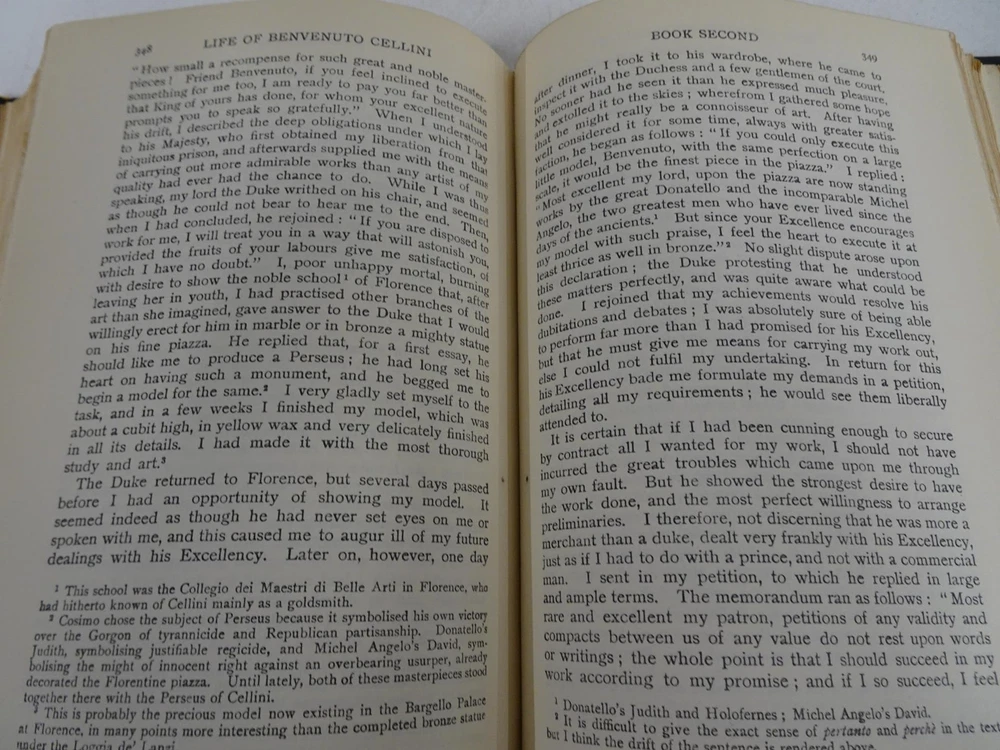 348
LIFE OF BENVENUTO CELLINI
"How small a recompense for such great and noble master-
pieces! Friend Benvenuto, if you feel inclined to execute
something for me too, I am ready to pay you far better than
that King of yours has done, for whom your excellent nature
prompts you to speak so gratefully." When I understood
his drift, I described the deep obligations under which I lay
to his Majesty, who first obtained my liberation from that
iniquitous prison, and afterwards supplied me with the means
of carrying out more admirable works than any artist of my
quality had ever had the chance to do. While I was thus
speaking, my lord the Duke writhed on his chair, and seemed
as though he could not bear to hear me to the end. Then,
when I had concluded, he rejoined: "If you are disposed to
work for me, I will treat you in a way that will astonish you,
provided the fruits of your labours give me satisfaction, of
which I have no doubt." I, poor unhappy mortal, burning
with desire to show the noble school¹ of Florence that, after
leaving her in youth, I had practised other branches of the
art than she imagined, gave answer to the Duke that I would
willingly erect for him in marble or in bronze a mighty statue
on his fine piazza. He replied that, for a first essay, he
should like me to produce a Perseus; he had long set his
heart on having such a monument, and he begged me to
begin a model for the same.² I very gladly set myself to the
task, and in a few weeks I finished my model, which was
about a cubit high, in yellow wax and very delicately finished
in all its details. I had made it with the most thorough
study and art.³
The Duke returned to Florence, but several days passed
before I had an opportunity of showing my model. It
seemed indeed as though he had never set eyes on me or
spoken with me, and this caused me to augur ill of my future
dealings with his Excellency. Later on, however, one day
¹ This school was the Collegio dei Maestri di Belle Arti in Florence, who
had hitherto known of Cellini mainly as a goldsmith.
² Cosimo chose the subject of Perseus because it symbolised his own victory
over the Gorgon of tyrannicide and Republican partisanship. Donatello's
Judith, symbolising justifiable regicide, and Michel Angelo's David, sym-
bolising the might of innocent right against an overbearing usurper, already
decorated the Florentine piazza. Until lately, both of these masterpieces stood
together there with the Perseus of Cellini.
³ This is probably the precious model now existing in the Bargello Palace
at Florence, in many points more interesting than the completed bronze statue
under the Loggia de' Lanzi.
BOOK SECOND
349
after dinner, I took it to his wardrobe, where he came to
inspect it with the Duchess and a few gentlemen of the court.
No sooner had he seen it than he expressed much pleasure,
and extolled it to the skies; wherefrom I gathered some hope
that he might really be a connoisseur of art. After having
well considered it for some time, always with greater satis-
faction, he began as follows: "If you could only execute this
little model, Benvenuto, with the same perfection on a large
scale, it would be the finest piece in the piazza." I replied:
"Most excellent my lord, upon the piazza are now standing
works by the great Donatello and the incomparable Michel
Angelo, the two greatest men who have ever lived since the
days of the ancients.¹ But since your Excellence encourages
my model with such praise, I feel the heart to execute it at
least thrice as well in bronze."² No slight dispute arose upon
this declaration; the Duke protesting that he understood
these matters perfectly, and was quite aware what could be
done. I rejoined that my achievements would resolve his
dubitations and debates; I was absolutely sure of being able
to perform far more than I had promised for his Excellency,
but that he must give me means for carrying my work out,
else I could not fulfil my undertaking. In return for this
his Excellency bade me formulate my demands in a petition,
detailing all my requirements; he would see them liberally
attended to.
It is certain that if I had been cunning enough to secure
by contract all I wanted for my work, I should not have
incurred the great troubles which came upon me through
my own fault. But he showed the strongest desire to have
the work done, and the most perfect willingness to arrange
preliminaries. I therefore, not discerning that he was more a
merchant than a duke, dealt very frankly with his Excellency,
just as if I had to do with a prince, and not with a commercial
man. I sent in my petition, to which he replied in large
and ample terms. The memorandum ran as follows: "Most
rare and excellent my patron, petitions of any validity and
compacts between us of any value do not rest upon words
or writings; the whole point is that I should succeed in my
work according to my promise; and if I so succeed, I feel
¹ Donatello's Judith and Holofernes; Michel Angelo's David.
² It is difficult to give the exact sense of pertanto and perchè in the text
but I think the drift of the sentence is rendered above.